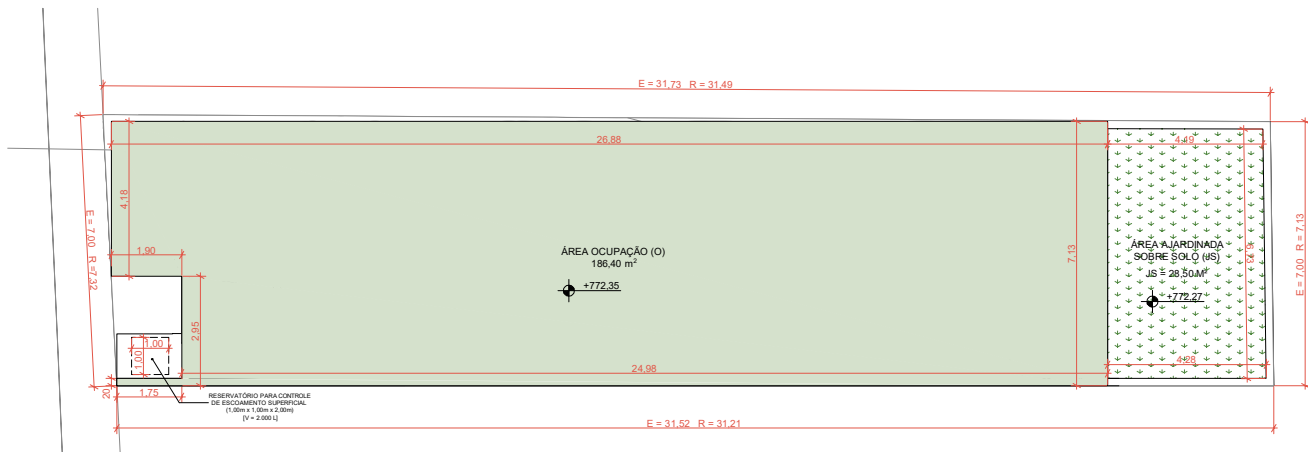 E = 31,73 R = 31,49
26,88
4,49
4,18
E = 7,00 R =7,32
1,90
ÁREA OCUPAÇÃO (O)
186,40 m²
+772,35
7,13
ÁREA AJARDINADA
SOBRE SOLO (JS)
JS = 28,50 M²
+772,27
E = 7,00 R = 7,13
2,95
1,00
1,00
24,98
4,28
20
1,75
RESERVATÓRIO PARA CONTROLE
DE ESCOAMENTO SUPERFICIAL
(1,00m x 1,00m x 2,00m)
[V = 2.000 L]
E = 31,52 R = 31,21